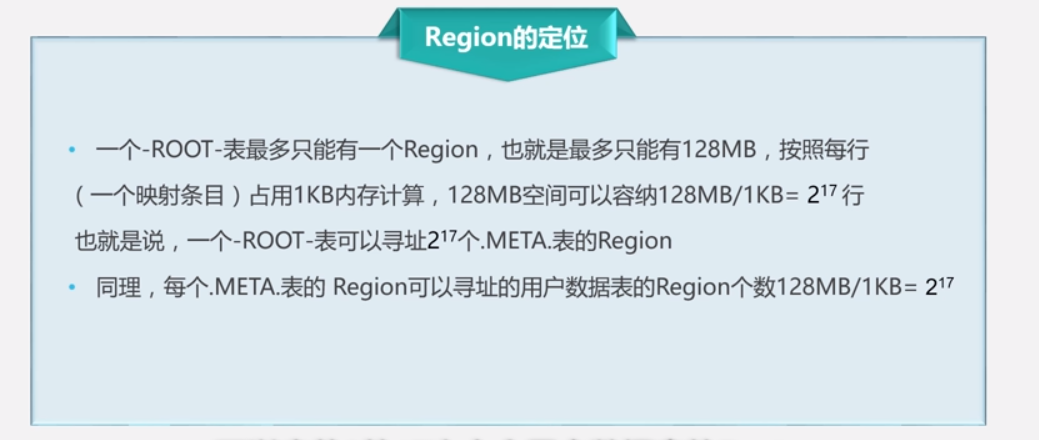 Region的定位
• 一个-ROOT-表最多只能有一个Region，也就是最多只能有128MB，按照每行
（一个映射条目）占用1KB内存计算，128MB空间可以容纳128MB/1KB= 2¹⁷ 行
也就是说，一个-ROOT-表可以寻址2¹⁷个.META.表的Region
• 同理，每个.META.表的 Region可以寻址的用户数据表的Region个数128MB/1KB= 2¹⁷